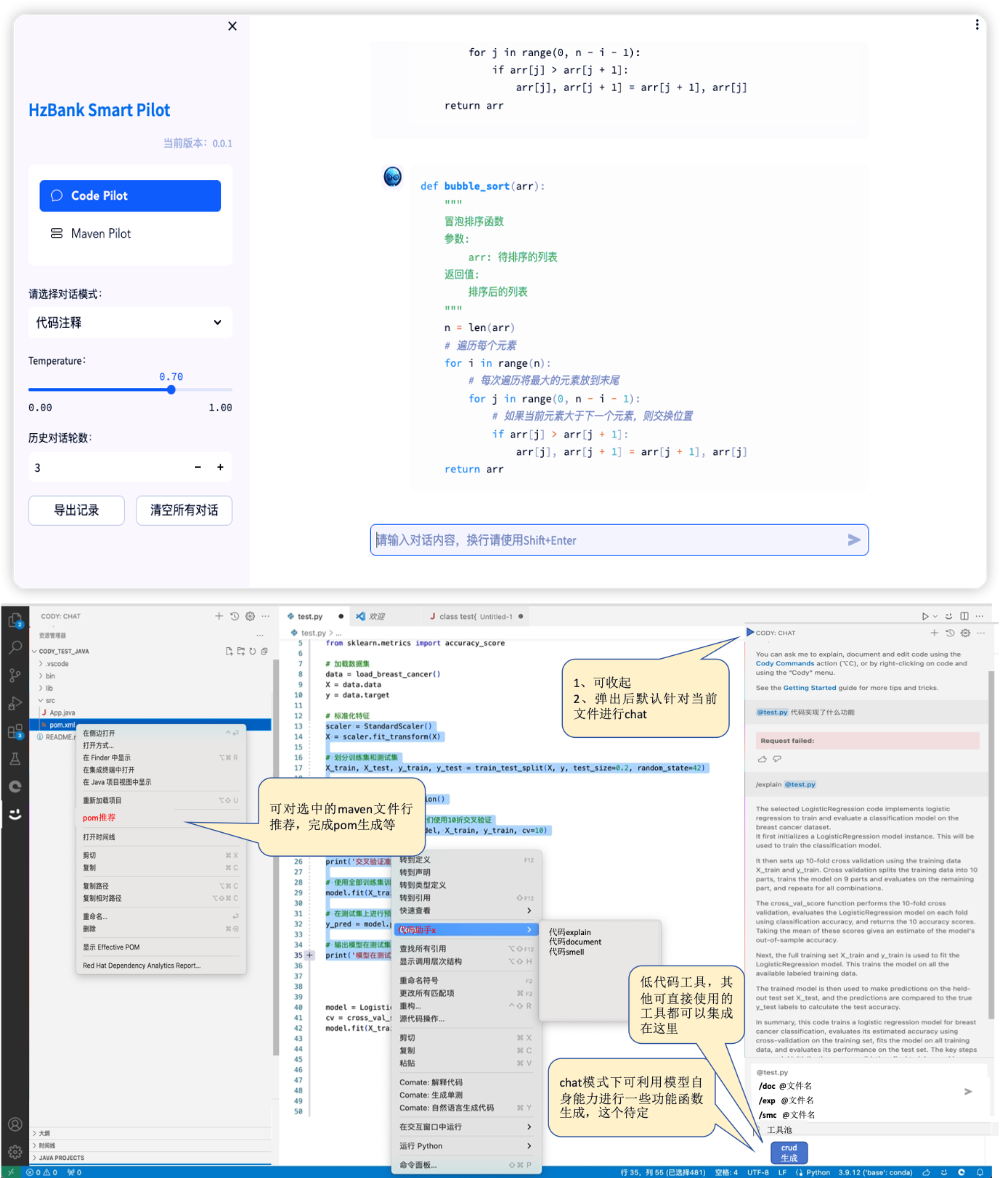 HzBank Smart Pilot
当前版本：0.0.1
Code Pilot
Maven Pilot
请选择对话模式：
代码注释
Temperature：
0.70
0.00 1.00
历史对话轮数：
3 - +
导出记录 清空所有对话
for j in range(0, n - i - 1):
if arr[j] > arr[j + 1]:
arr[j], arr[j + 1] = arr[j + 1], arr[j]
return arr
def bubble_sort(arr):
"""
冒泡排序函数
参数:
arr: 待排序的列表
返回值:
排序后的列表
"""
n = len(arr)
# 遍历每个元素
for i in range(n):
# 每次遍历将最大的元素放到末尾
for j in range(0, n - i - 1):
# 如果当前元素大于下一个元素，则交换位置
if arr[j] > arr[j + 1]:
arr[j], arr[j + 1] = arr[j + 1], arr[j]
return arr
请输入对话内容，换行请使用Shift+Enter
CODY: CHAT
资源管理器
CODY_TEST_JAVA
.vscode
bin
lib
src
J App.java
pom.xml
README.
在侧边打开
打开方式...
在 Finder 中显示 ⌥⌘ R
在集成终端中打开
在 Java 项目视图中显示
重新加载项目 ⌥⇧ U
pom推荐
打开时间线
剪切 ⌘ X
复制 ⌘ C
复制路径 ⌥⌘ C
复制相对路径 ⌥⇧⌘ C
重命名...
删除
显示 Effective POM
Red Hat Dependency Analytics Report...
大纲
时间线
JAVA PROJECTS
可对选中的maven文件行
推荐，完成pom生成等
test.py 欢迎 J class test{ Untitled-1
test.py > ...
5 from sklearn.metrics import accuracy_score
6
7 # 加载数据集
8 data = load_breast_cancer()
9 X = data.data
10 y = data.target
11
12 # 标准化特征
13 scaler = StandardScaler()
14 X = scaler.fit_transform(X)
15
16 # 划分训练集和测试集
17 X_train, X_test, y_train, y_test = train_test_split(X, y, test_size=0.2, random_state=42)
ion()
们使用10折交叉验证
del, X_train, y_train, cv=10)
26 print('交叉验证准
27
28 # 使用全部训练集训
29 model.fit(X_tra
30
31 # 在测试集上进行预
32 y_pred = model.
33
34 # 输出模型在测试集
35 print('模型在测试
36
37
38
39
40 model = Logisti
41 cv = cross_val_
42 model.fit(X_tra
43
44
45
46
47
48
49
50
转到定义 F12
转到声明
转到类型定义
转到引用 ⇧F12
快速查看
代码助手x
查找所有引用 ⌥⇧F12
显示调用层次结构 ⌥⇧ H
重命名符号 F2
更改所有匹配项 ⌘ F2
重构... ^⇧ R
源代码操作...
剪切 ⌘ X
复制 ⌘ C
粘贴 ⌘ V
Comate: 解释代码
Comate: 生成单测
Comate: 自然语言生成代码 ⌘ Y
在交互窗口中运行
运行 Python
命令面板... ⇧⌘ P
代码explain
代码document
代码smell
1、可收起
2、弹出后默认针对当前
文件进行chat
低代码工具，其
他可直接使用的
工具都可以集成
在这里
chat模式下可利用模型自
身能力进行一些功能函数
生成，这个待定
CODY: CHAT
You can ask me to explain, document and edit code using the
Cody Commands action (⌥C), or by right-clicking on code and
using the "Cody" menu.
See the Getting Started guide for more tips and tricks.
@test.py 代码实现了什么功能
Request failed:
/explain @test.py
The selected LogisticRegression code implements logistic
regression to train and evaluate a classification model on the
breast cancer dataset.
It first initializes a LogisticRegression model instance. This will be
used to train the classification model.
It then sets up 10-fold cross validation using the training data
X_train and y_train. Cross validation splits the training data into 10
parts, trains the model on 9 parts and evaluates on the remaining
part, and repeats for all combinations.
The cross_val_score function performs the 10-fold cross
validation, evaluates the LogisticRegression model on each fold
using classification accuracy, and returns the 10 accuracy scores.
Taking the mean of these scores gives an estimate of the model's
out-of-sample accuracy.
Next, the full training set X_train and y_train is used to fit the
LogisticRegression model. This trains the model on all the
available labeled training data.
The trained model is then used to make predictions on the held-
out test set X_test, and the predictions are compared to the true
y_test labels to calculate the test accuracy.
In summary, this code trains a logistic regression model for breast
cancer classification, evaluates its estimated accuracy using
cross-validation on the training set, fits the model on all training
data, and evaluates its performance on the test set. The key steps
@test.py
/doc @文件名
/exp @文件名
/smc @文件名
工具池
crud
生成
0 0 0 行 35，列 55 (已选择481) 空格: 4 UTF-8 LF Python 3.9.12 ('base': conda)